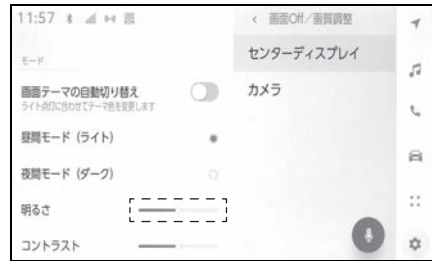 11:57
モード
画面テーマの自動切り替え
ライト点灯に合わせてテーマ色を変更します
昼間モード（ライト）
夜間モード（ダーク）
明るさ
コントラスト
< 画面Off／画質調整
センターディスプレイ
カメラ